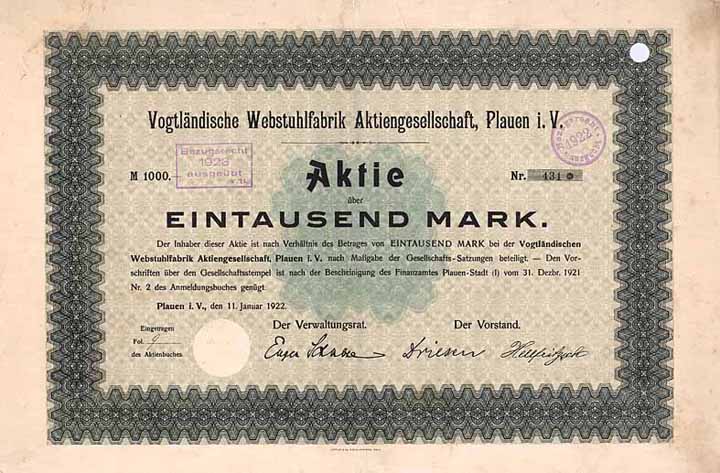 Vogtländische Webstuhlfabrik Aktiengesellschaft, Plauen i. V.
Bezugsrecht
1923
ausgeübt
1922
M 1000.—
Aktie
Nr. 431
über
EINTAUSEND MARK.
Der Inhaber dieser Aktie ist nach Verhältnis des Betrages von EINTAUSEND MARK bei der Vogtländischen
Webstuhlfabrik Aktiengesellschaft, Plauen i. V. nach Maßgabe der Gesellschafts-Satzungen beteiligt. — Den Vor-
schriften über den Gesellschaftsstempel ist nach der Bescheinigung des Finanzamtes Plauen-Stadt (I) vom 31. Dezbr. 1921
Nr. 2 des Anmeldungsbuches genügt.
Plauen i. V., den 11. Januar 1922.
Eingetragen
Fol. 9
des Aktienbuches.
Der Verwaltungsrat.
Der Vorstand.
Driesen